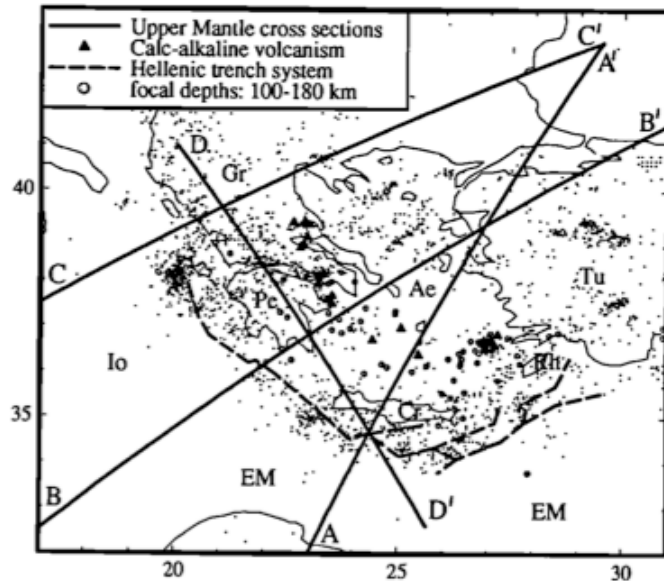 Upper Mantle cross sections
Calc-alkaline volcanism
Hellenic trench system
focal depths: 100-180 km
C'
A'
B'
D
Gr
40
C
Pe
Ae
Tu
Io
Rh
35
Cr
B
EM
D'
EM
A
20
25
30